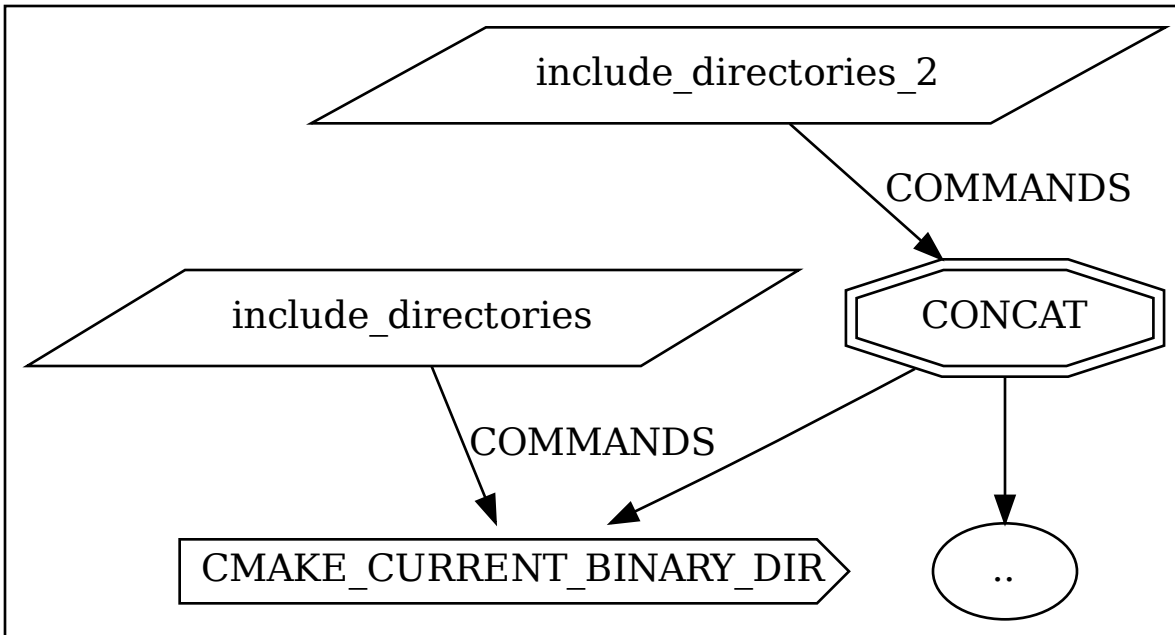 include_directories_2
COMMANDS
include_directories
CONCAT
COMMANDS
CMAKE_CURRENT_BINARY_DIR
..